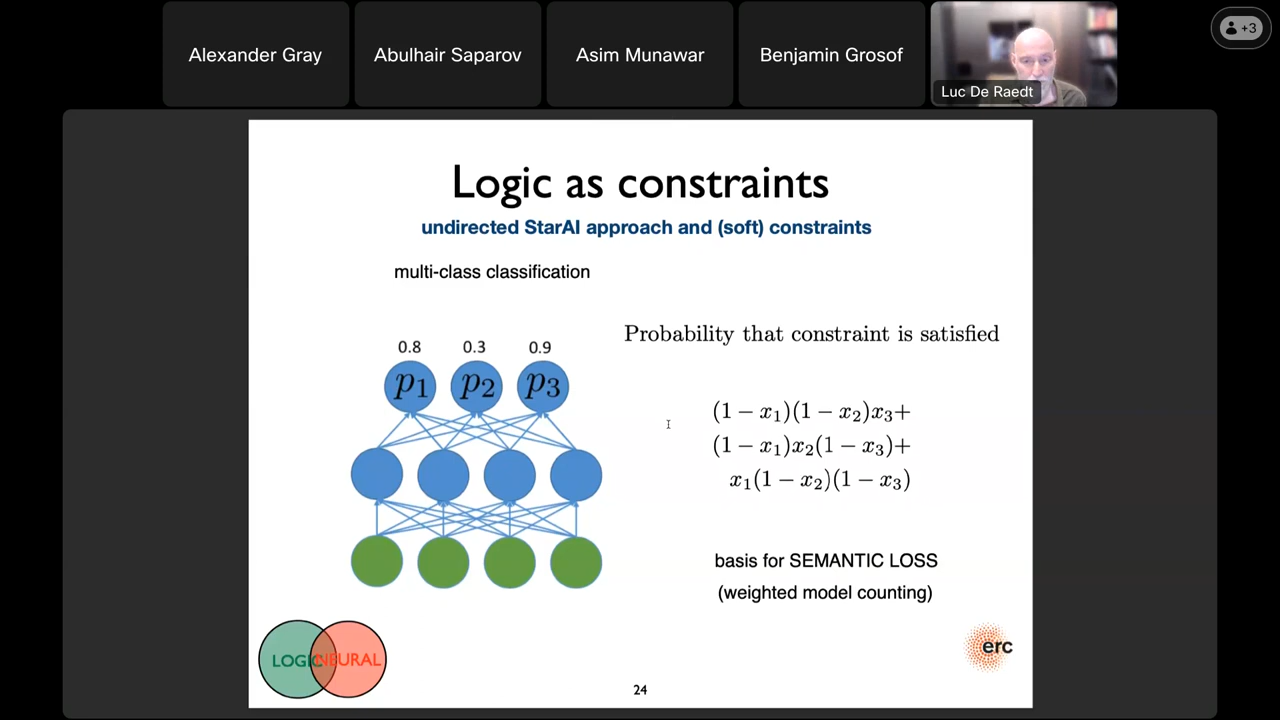 Alexander Gray
Abulhair Saparov
Asim Munawar
Benjamin Grosof
Luc De Raedt
+3
Logic as constraints
undirected StarAI approach and (soft) constraints
multi-class classification
Probability that constraint is satisfied
0.8 0.3 0.9
p₁ p₂ p₃
(1 − x₁)(1 − x₂)x₃+
(1 − x₁)x₂(1 − x₃)+
x₁(1 − x₂)(1 − x₃)
basis for SEMANTIC LOSS
(weighted model counting)
LOGIC NEURAL
erc
24